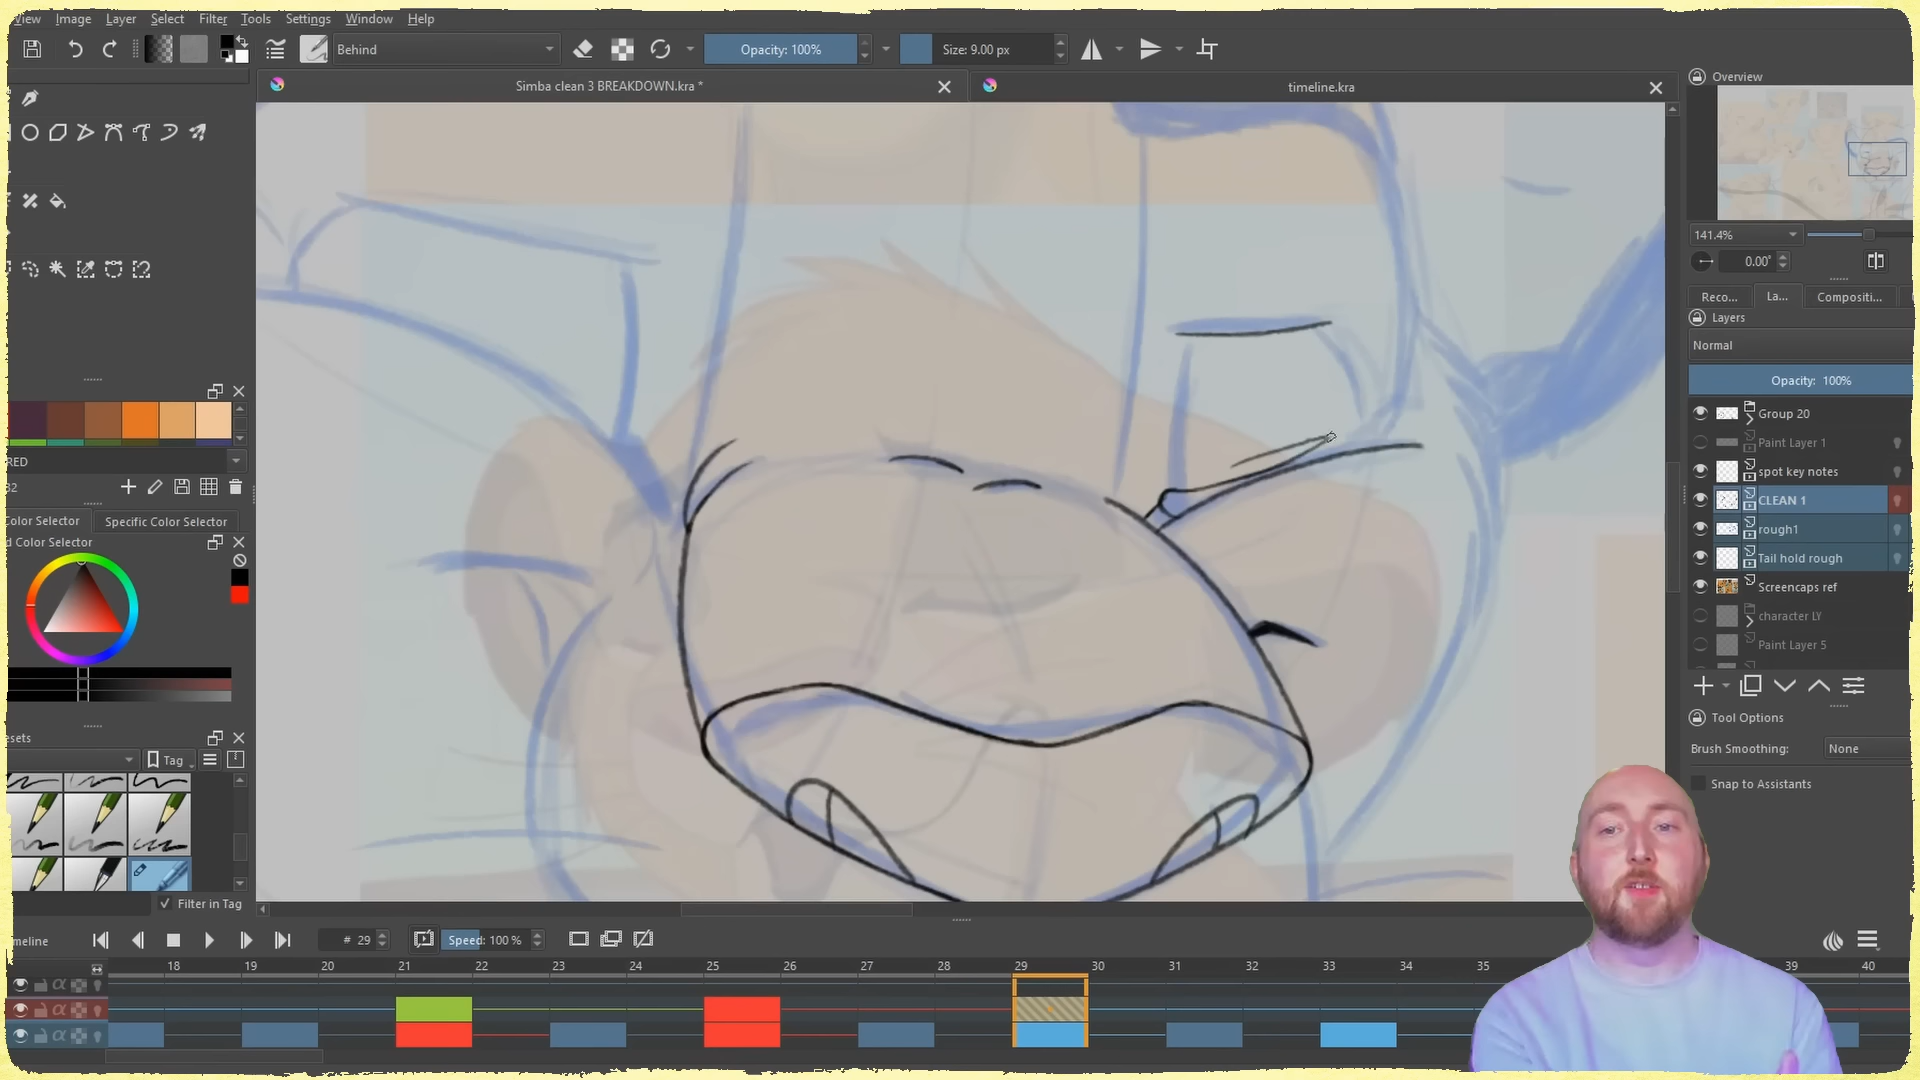 View Image Layer Select Filter Tools Settings Window Help
Behind
Opacity: 100%
Size: 9.00 px
Simba clean 3 BREAKDOWN.kra *
timeline.kra
Overview
141.4%
0.00°
Reco... La... Compositi...
Layers
Normal
Opacity: 100%
Group 20
Paint Layer 1
spot key notes
CLEAN 1
rough1
Tail hold rough
Screencaps ref
character LY
Paint Layer 5
Tool Options
Brush Smoothing: None
Snap to Assistants
RED
32
Color Selector Specific Color Selector
d Color Selector
esets
Tag
Filter in Tag
meline
# 29
Speed: 100 %
18 19 20 21 22 23 24 25 26 27 28 29 30 31 32 33 34 35 39 40